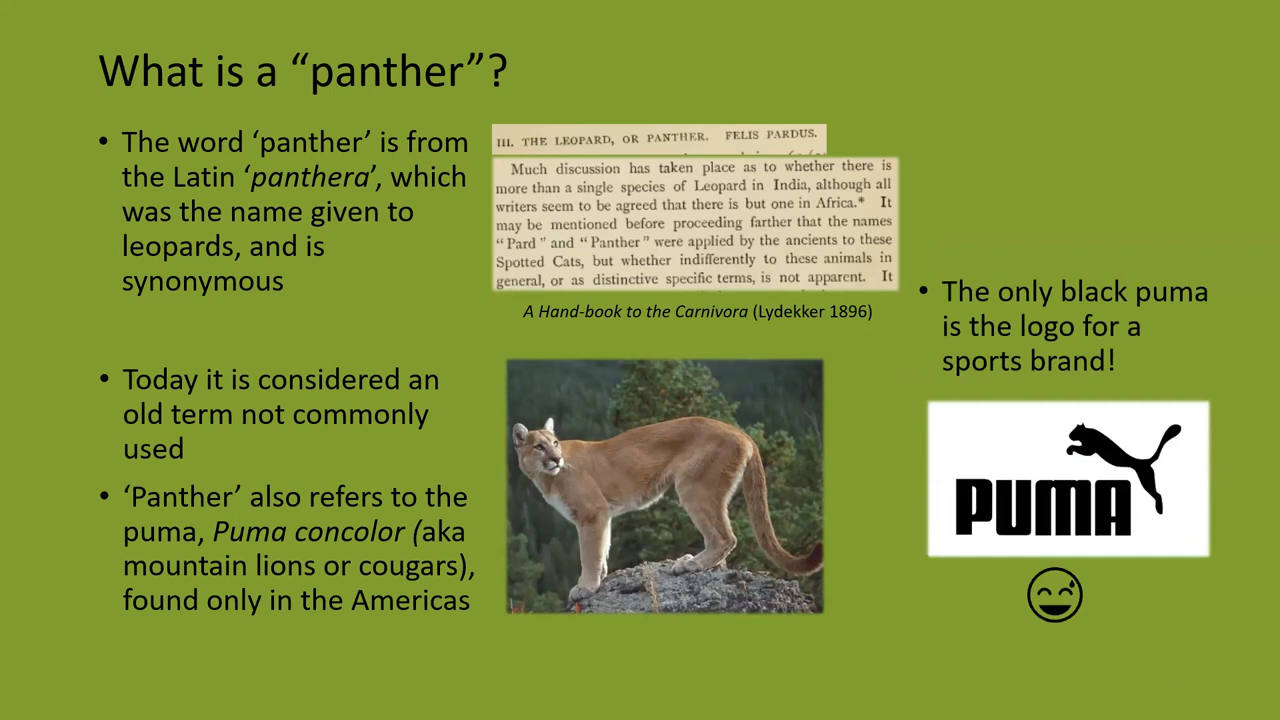 What is a “panther”?
• The word ‘panther’ is from
the Latin ‘panthera’, which
was the name given to
leopards, and is
synonymous
III. THE LEOPARD, OR PANTHER. FELIS PARDUS.
Much discussion has taken place as to whether there is
more than a single species of Leopard in India, although all
writers seem to be agreed that there is but one in Africa.* It
may be mentioned before proceeding farther that the names
“Pard” and “Panther” were applied by the ancients to these
Spotted Cats, but whether indifferently to these animals in
general, or as distinctive specific terms, is not apparent. It
A Hand-book to the Carnivora (Lydekker 1896)
• Today it is considered an
old term not commonly
used
• ‘Panther’ also refers to the
puma, Puma concolor (aka
mountain lions or cougars),
found only in the Americas
• The only black puma
is the logo for a
sports brand!
PUMA